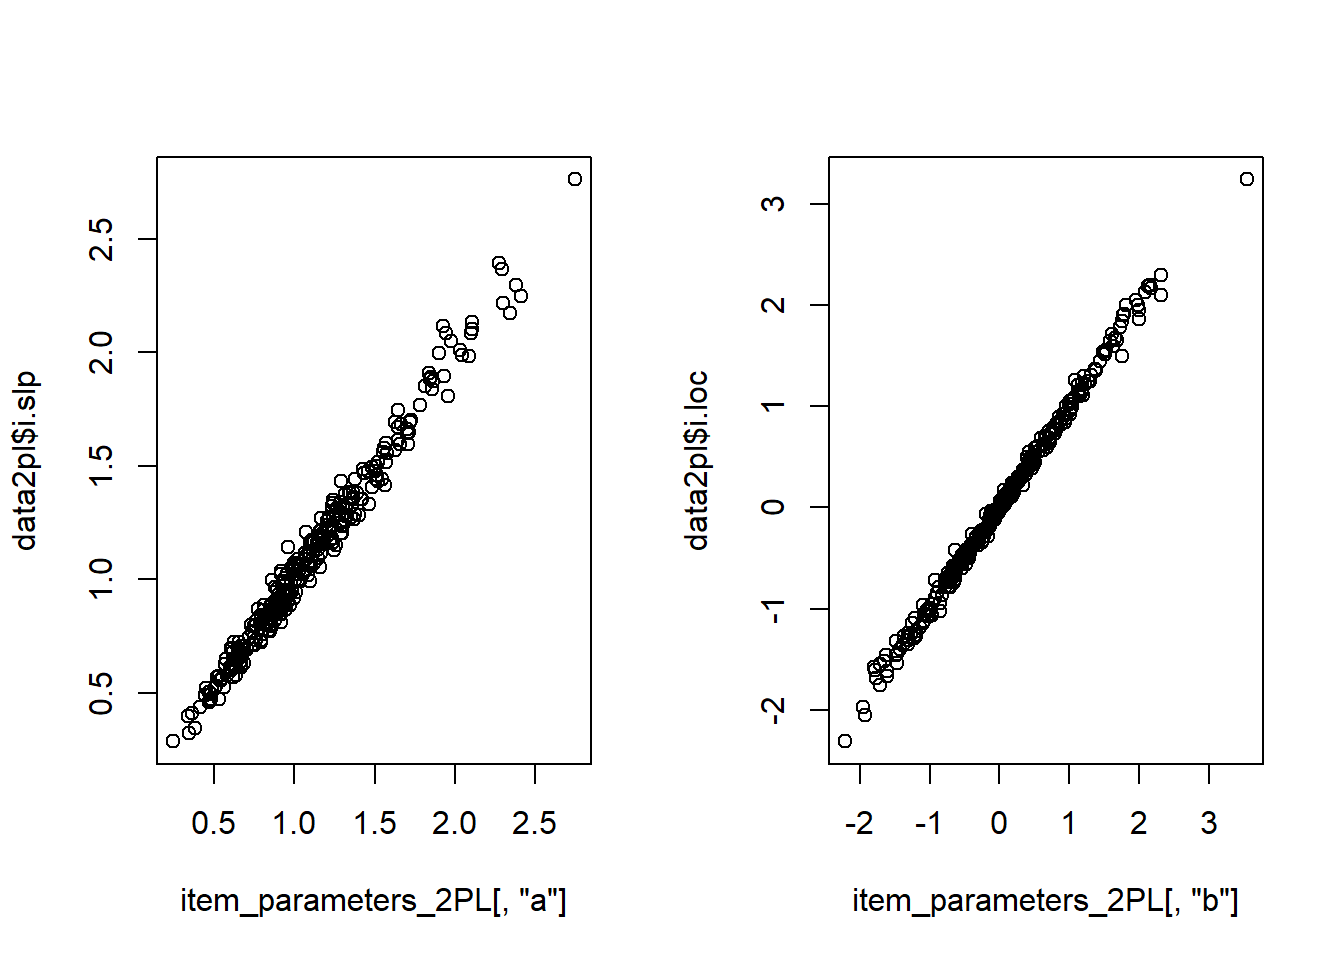 data2pl$i.slp
2.5
2.0
1.5
1.0
0.5
0.5 1.0 1.5 2.0 2.5
item_parameters_2PL[, "a"]
data2pl$i.loc
3
2
1
0
-1
-2
-2 -1 0 1 2 3
item_parameters_2PL[, "b"]